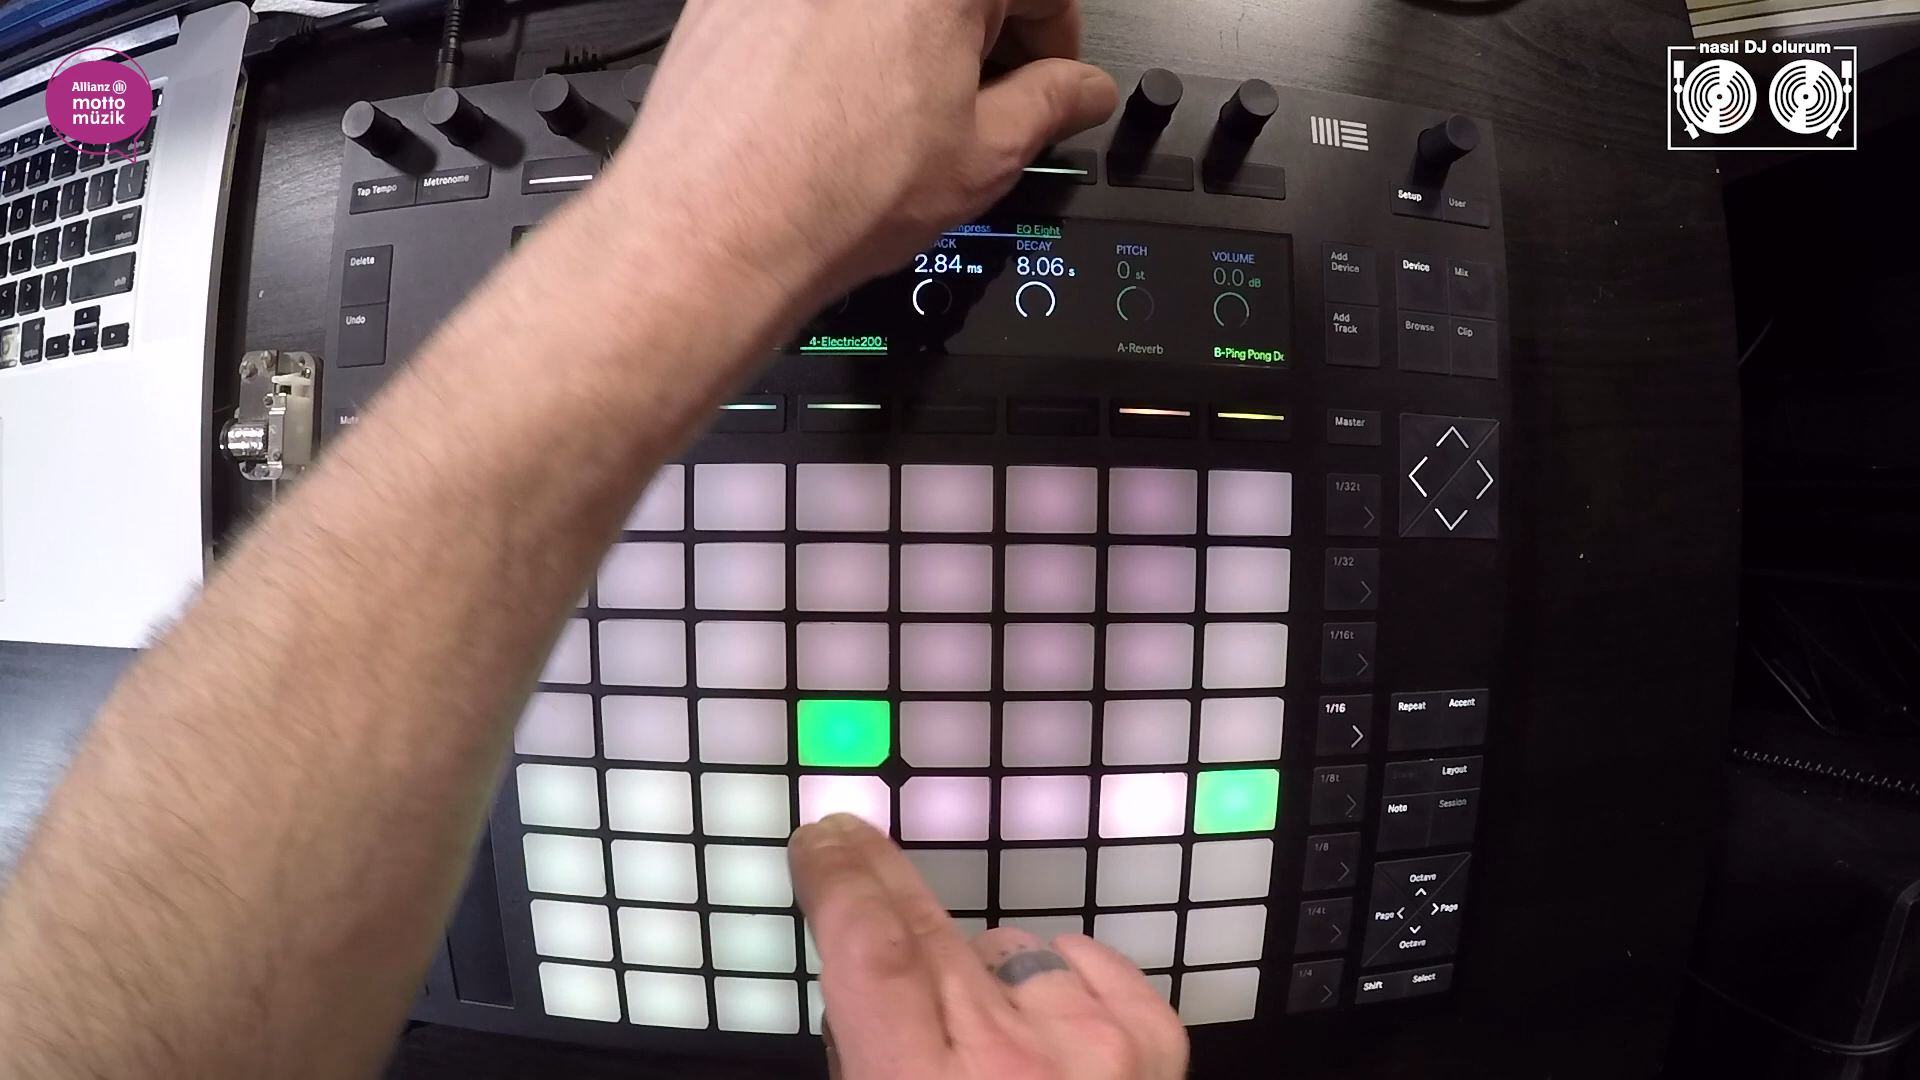 Allianz
motto
müzik
nasıl DJ olurum
Tap Tempo
Metronome
Setup
User
Delete
Undo
EQ Eight
DECAY
PITCH
VOLUME
2.84 ms
8.06 s
0 st
0.0 dB
4-Electric200
A-Reverb
B-Ping Pong
Add
Device
Device
Mix
Add
Track
Browse
Clip
Master
1/32t
1/32
1/16t
1/16
Repeat
Accent
1/8t
Layout
Note
Session
1/8
Octave
1/4t
Page
Page
Octave
1/4
Shift
Select